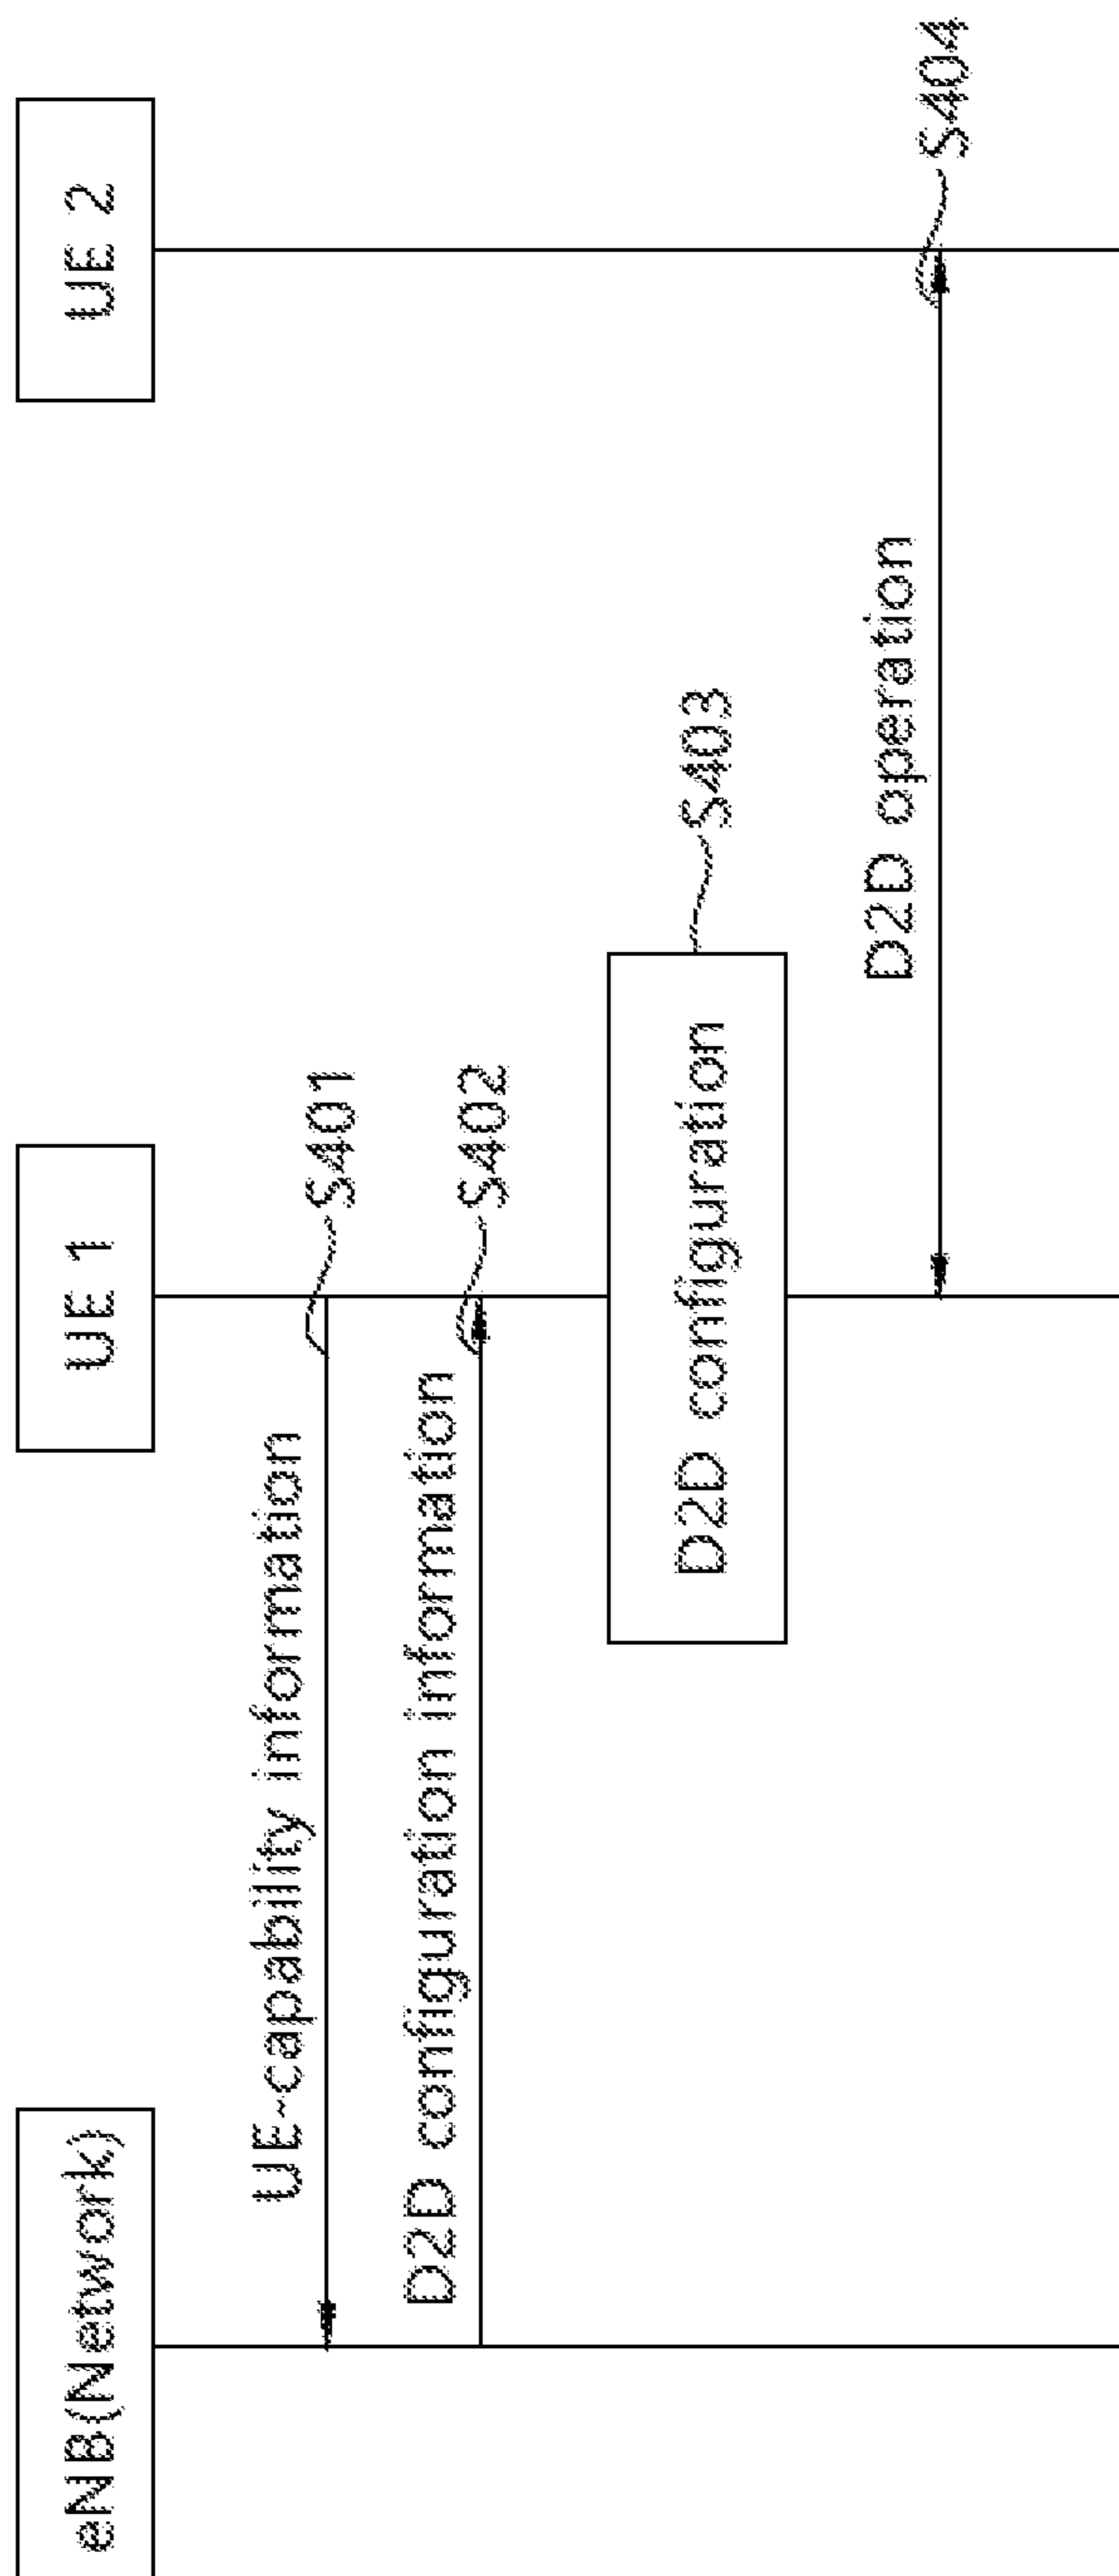 eNB(Network)
UE 1
UE 2
UE-capability information
S401
D2D configuration information
S402
D2D configuration
S403
D2D operation
S404